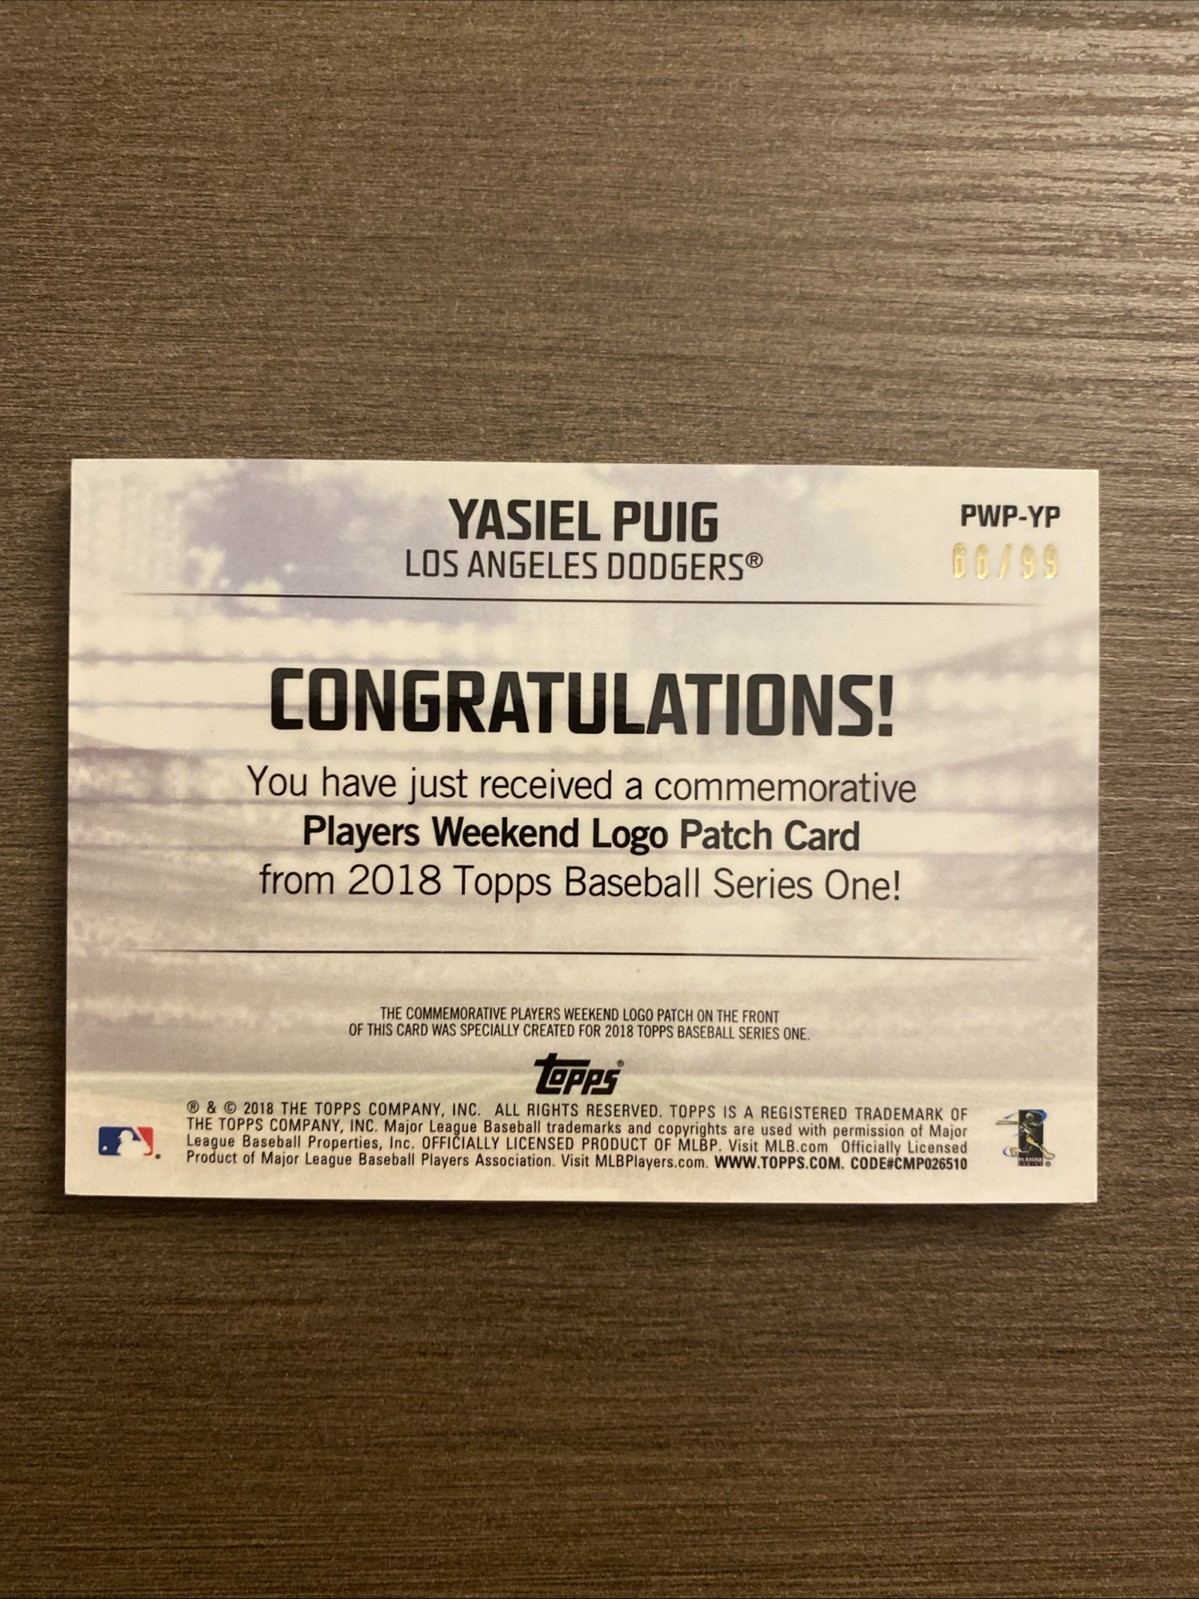 YASIEL PUIG
LOS ANGELES DODGERS®
PWP-YP
66/99
CONGRATULATIONS!
You have just received a commemorative
Players Weekend Logo Patch Card
from 2018 Topps Baseball Series One!
THE COMMEMORATIVE PLAYERS WEEKEND LOGO PATCH ON THE FRONT
OF THIS CARD WAS SPECIALLY CREATED FOR 2018 TOPPS BASEBALL SERIES ONE.
topps®
® & © 2018 THE TOPPS COMPANY, INC. ALL RIGHTS RESERVED. TOPPS IS A REGISTERED TRADEMARK OF
THE TOPPS COMPANY, INC. Major League Baseball trademarks and copyrights are used with permission of Major
League Baseball Properties, Inc. OFFICIALLY LICENSED PRODUCT OF MLBP. Visit MLB.com Officially Licensed
Product of Major League Baseball Players Association. Visit MLBPlayers.com. WWW.TOPPS.COM. CODE#CMP026510